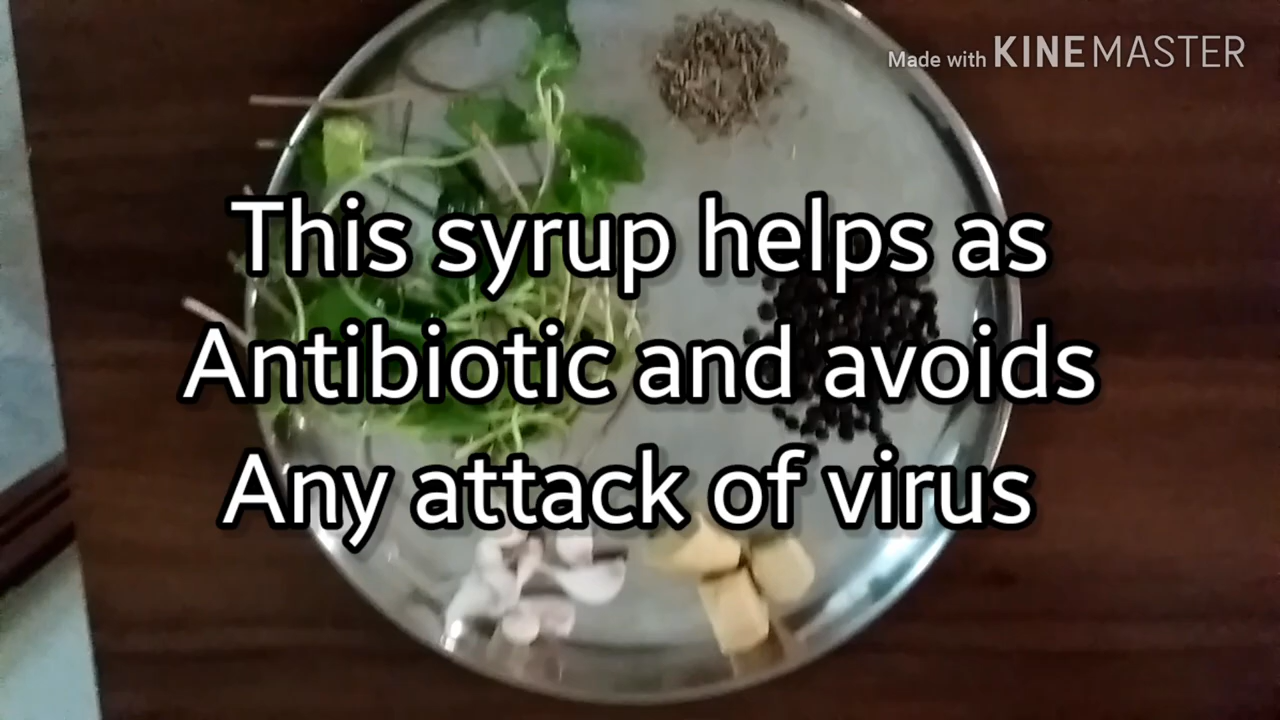 Made with KINEMASTER
This syrup helps as
Antibiotic and avoids
Any attack of virus